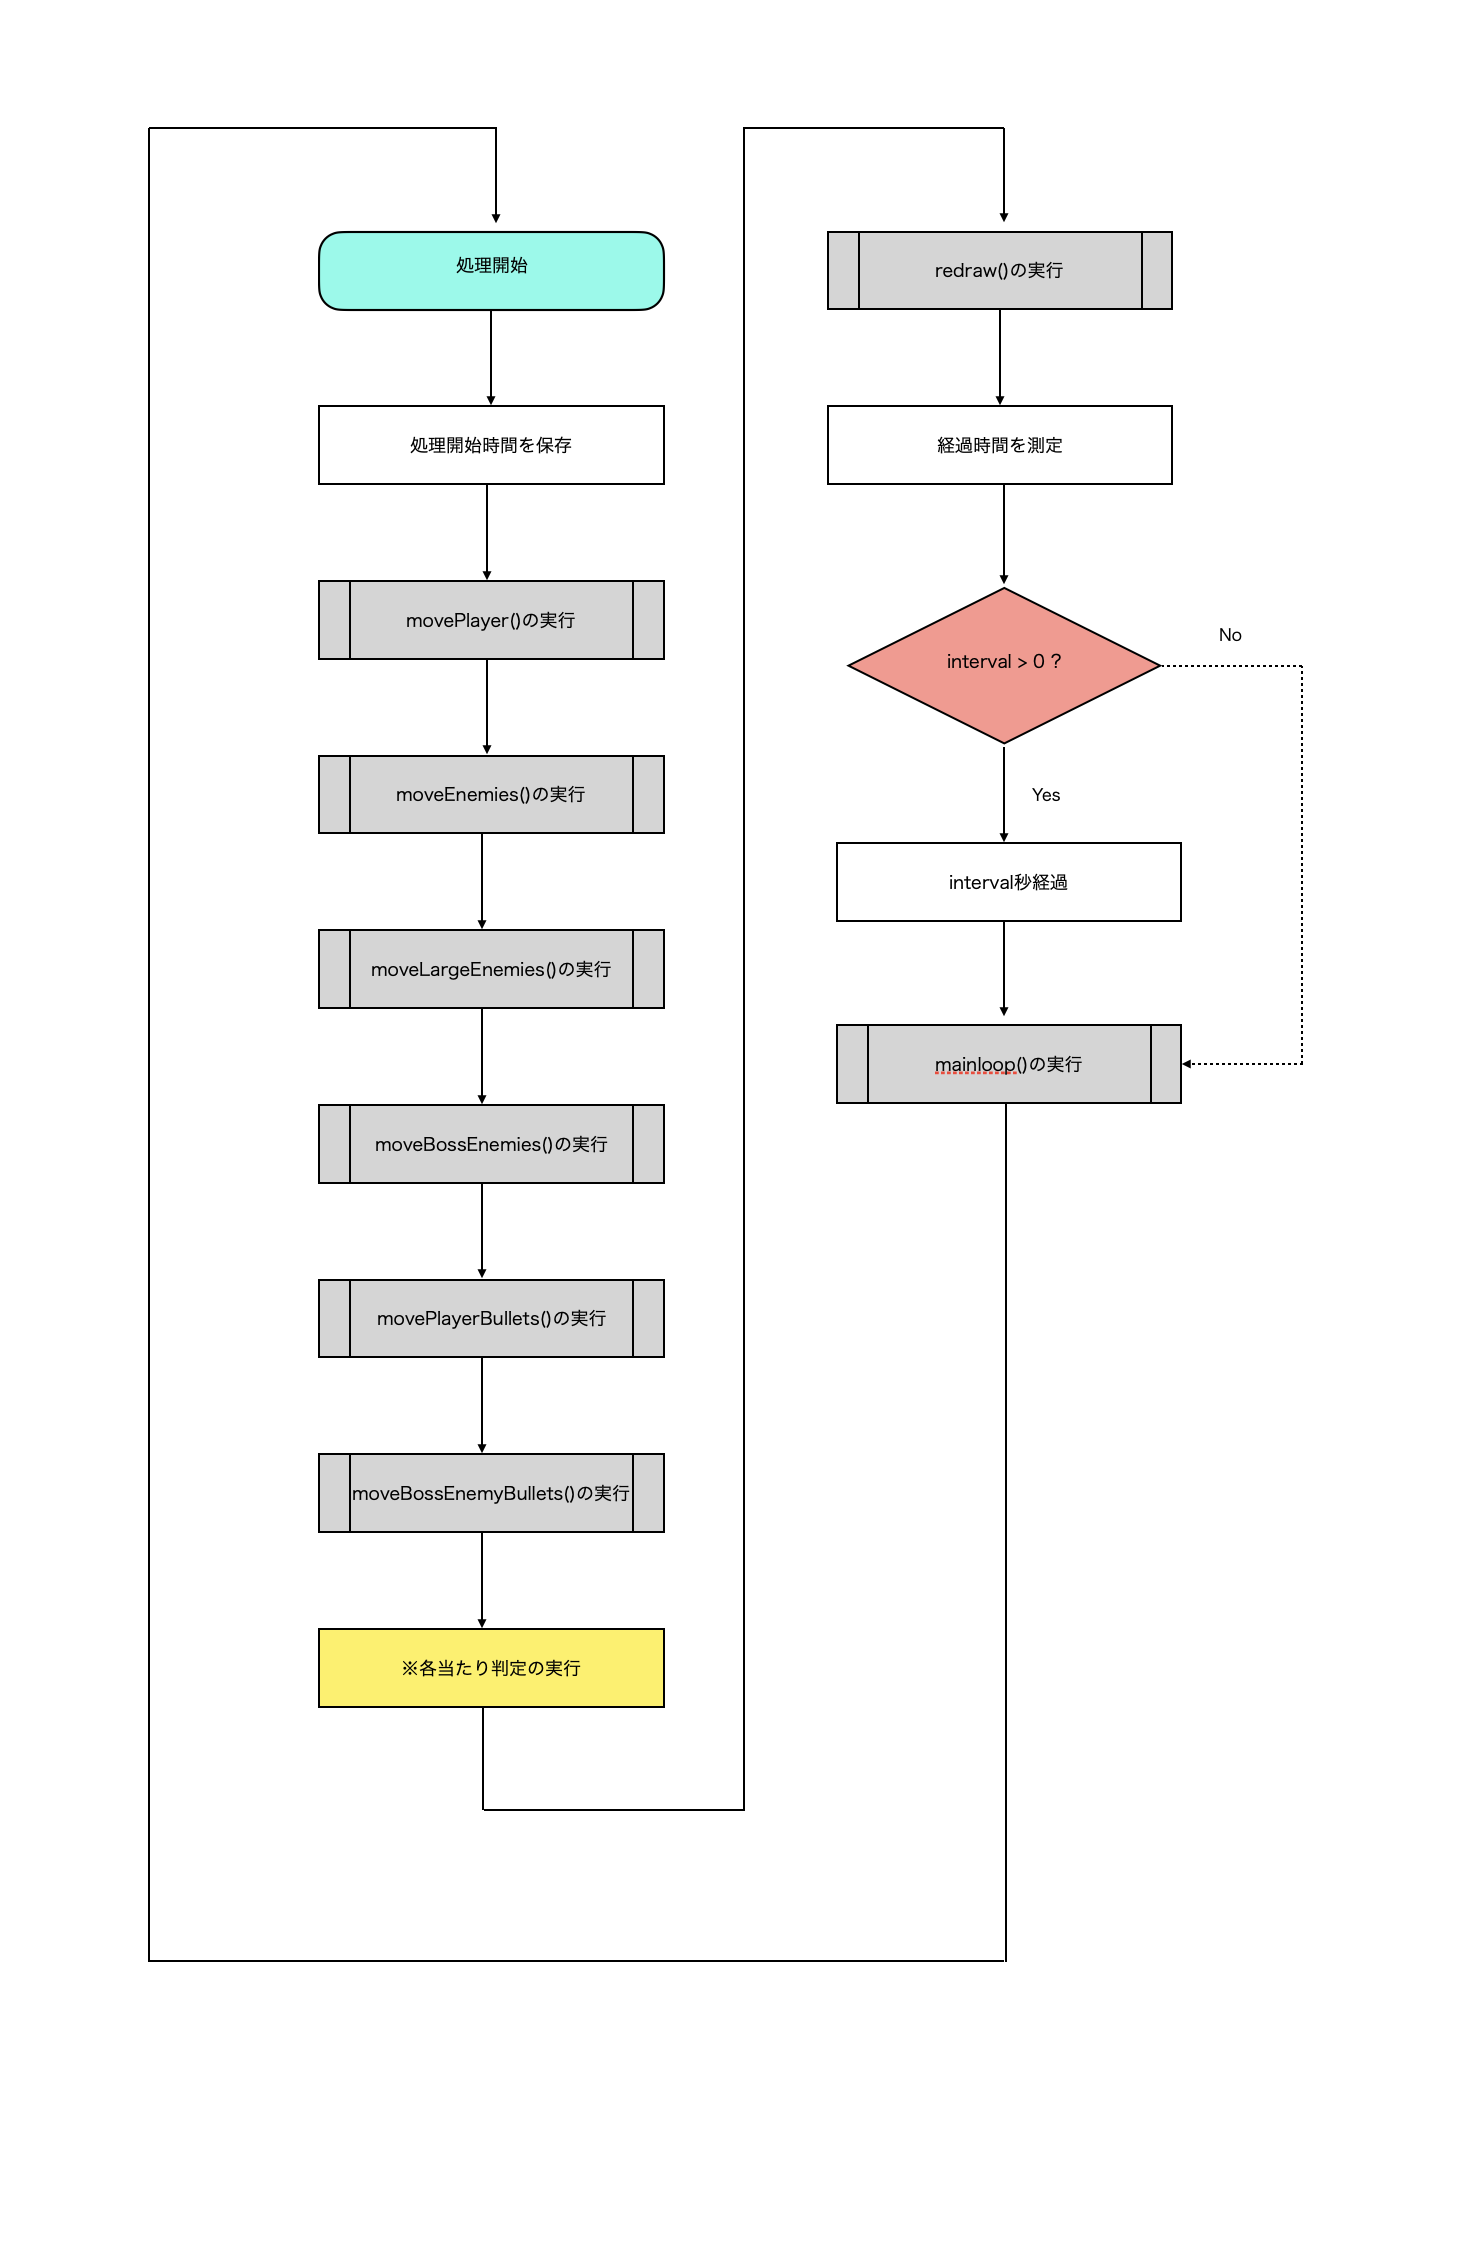 処理開始
処理開始時間を保存
movePlayer()の実行
moveEnemies()の実行
moveLargeEnemies()の実行
moveBossEnemies()の実行
movePlayerBullets()の実行
moveBossEnemyBullets()の実行
※各当たり判定の実行
redraw()の実行
経過時間を測定
interval > 0 ?
No
Yes
interval秒経過
mainloop()の実行